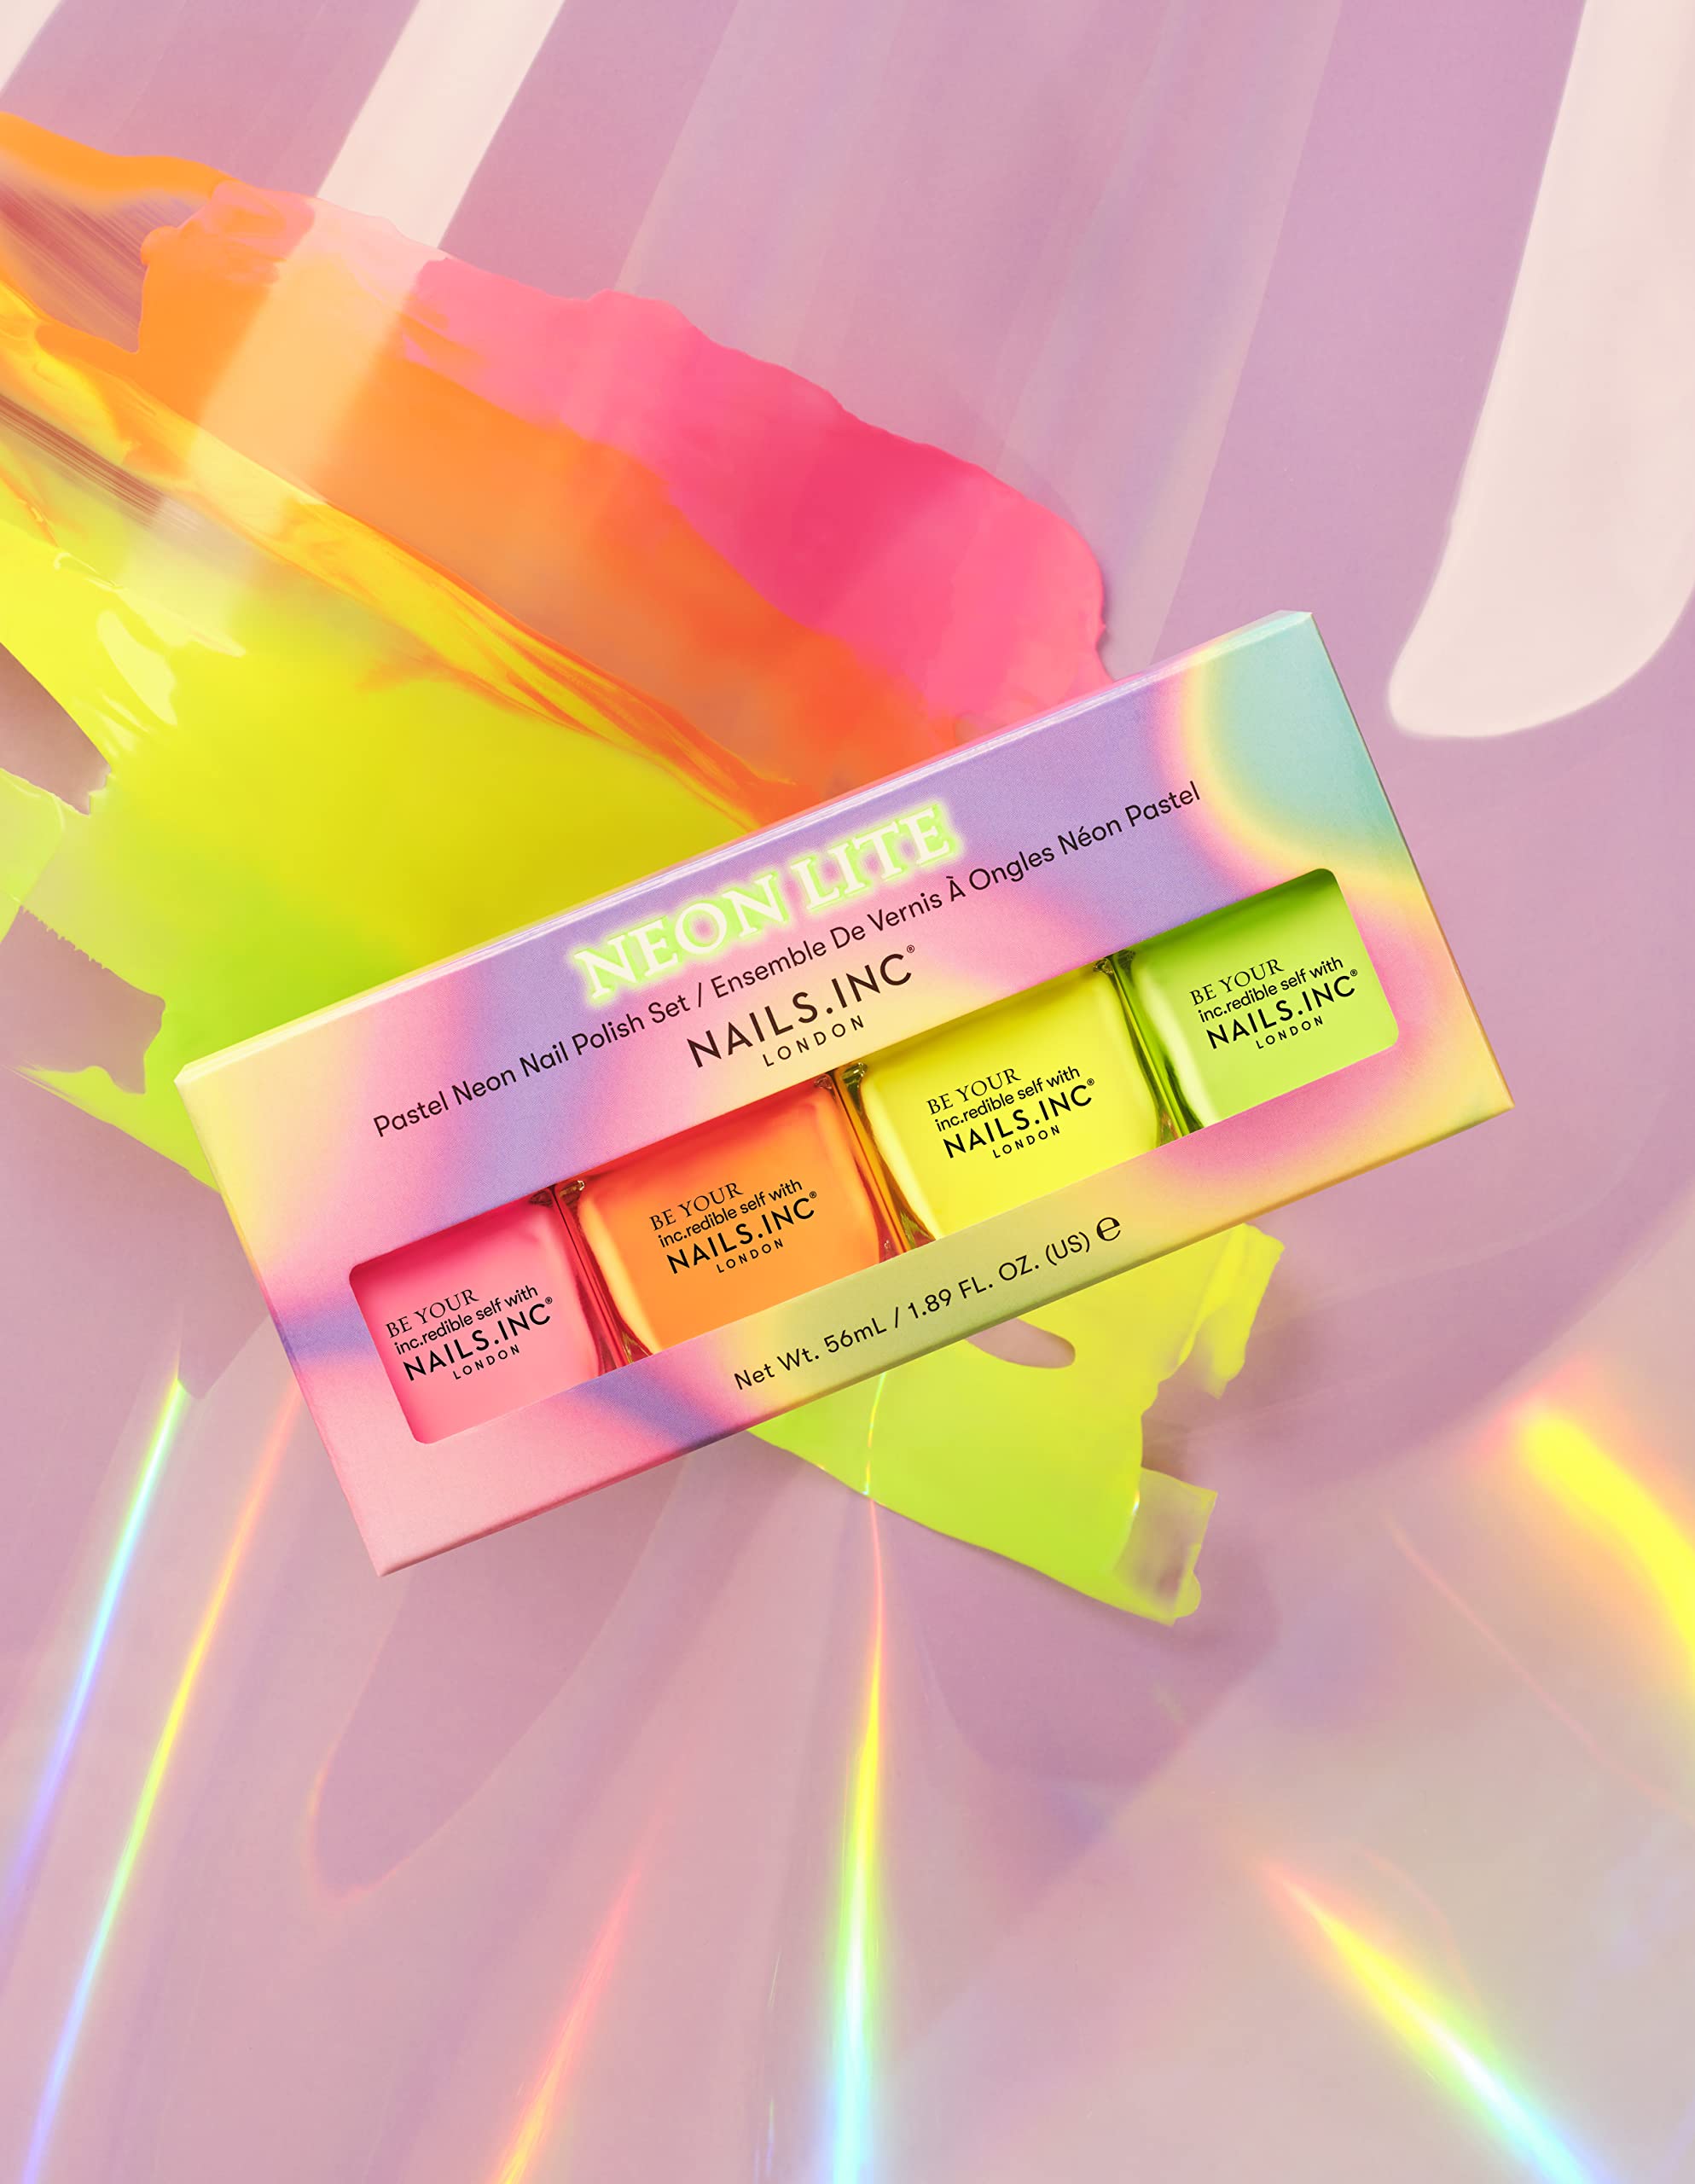 NEON LITE
Pastel Neon Nail Polish Set / Ensemble De Vernis À Ongles Néon Pastel
NAILS.INC®
LONDON
BE YOUR
inc.redible self with
NAILS.INC®
LONDON
BE YOUR
inc.redible self with
NAILS.INC®
LONDON
BE YOUR
inc.redible self with
NAILS.INC®
LONDON
BE YOUR
inc.redible self with
NAILS.INC®
LONDON
Net Wt. 56mL / 1.89 FL. OZ. (US) ℮